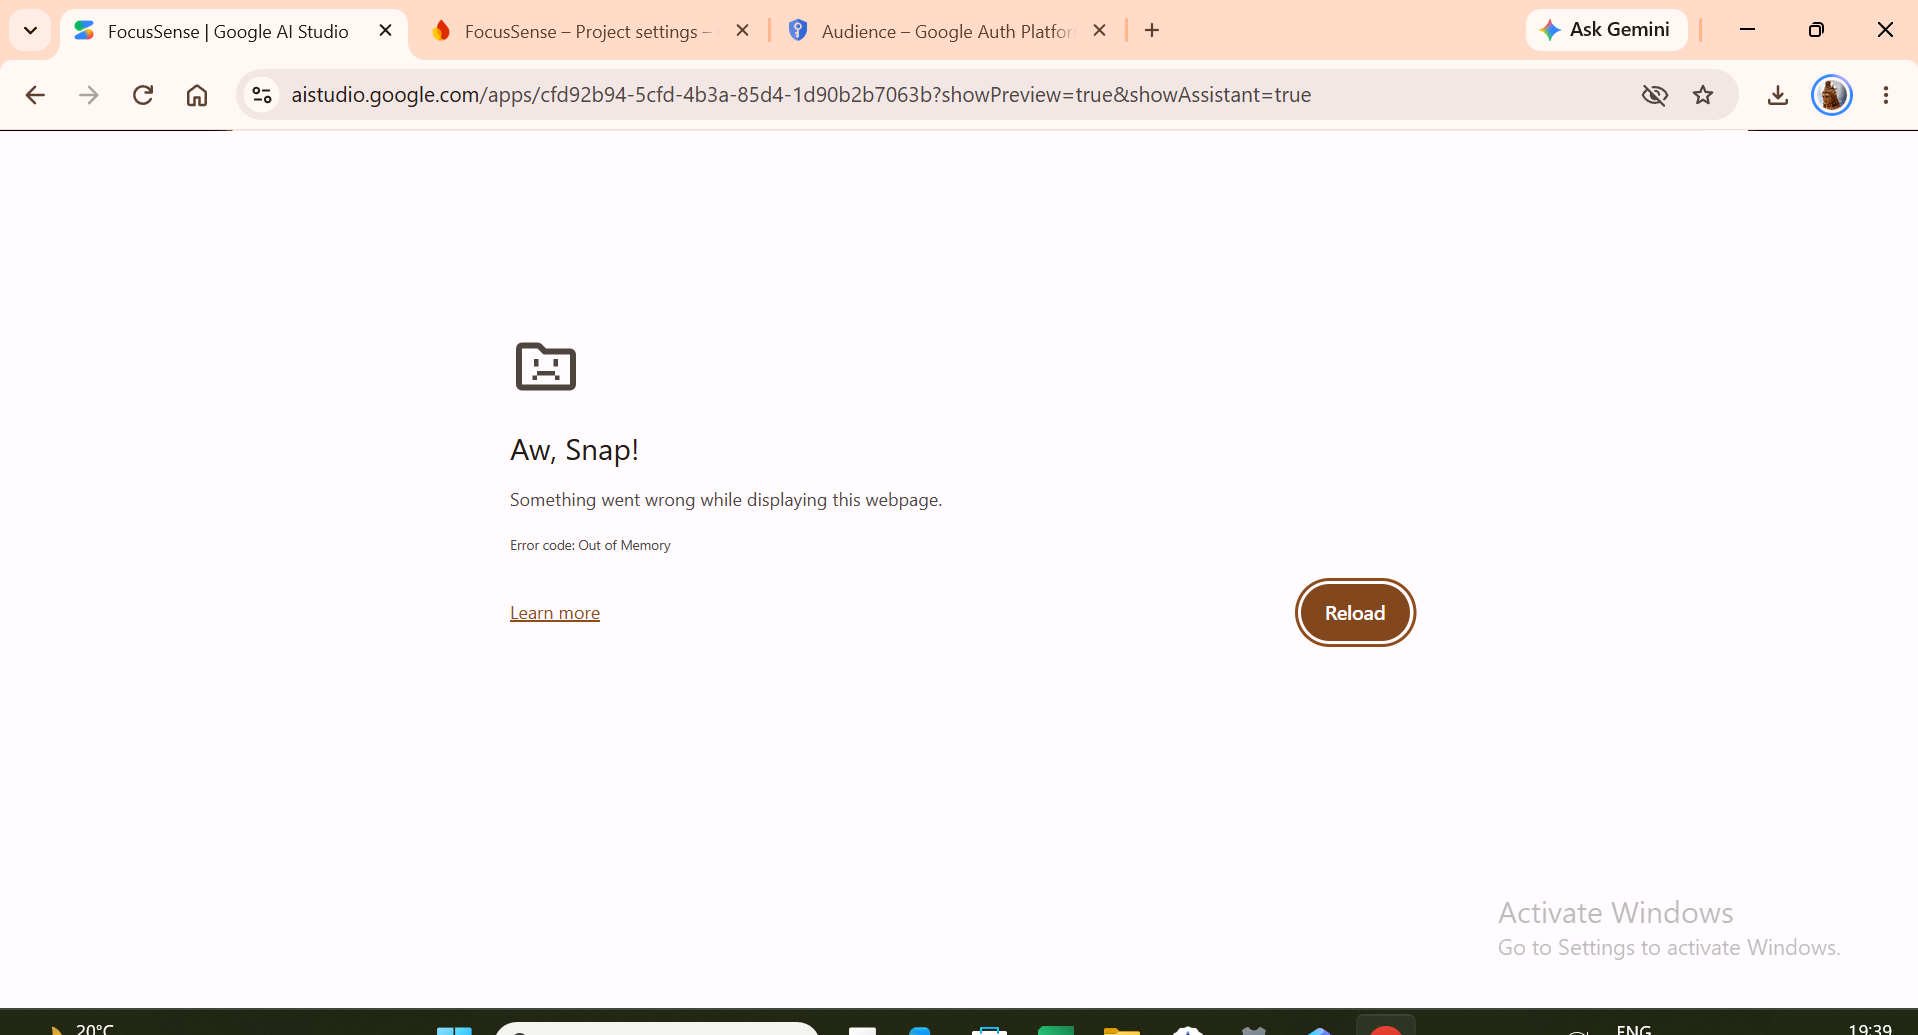 FocusSense | Google AI Studio
FocusSense – Project settings –
Audience – Google Auth Platfor
Ask Gemini
aistudio.google.com/apps/cfd92b94-5cfd-4b3a-85d4-1d90b2b7063b?showPreview=true&showAssistant=true
Aw, Snap!
Something went wrong while displaying this webpage.
Error code: Out of Memory
Learn more
Reload
Activate Windows
Go to Settings to activate Windows.
20°C
ENG
19:39